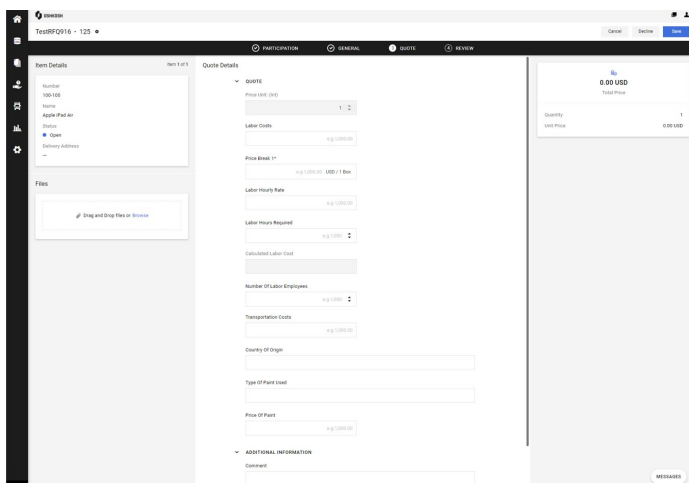 OSHKOSH
TestRFQ916 • 125
Cancel
Decline
Save
PARTICIPATION
GENERAL
3 QUOTE
4 REVIEW
Item Details
Item 1 of 5
Number
100-100
Name
Apple iPad Air
Status
Open
Delivery Address
—
Files
Drag and Drop files or Browse
Quote Details
QUOTE
Price Unit: (Int)
1
Labor Costs
e.g 1,000.00
Price Break 1*
e.g 1,000.00 USD / 1 Box
Labor Hourly Rate
e.g 1,000.00
Labor Hours Required
e.g 1,000
Calculated Labor Cost
Number Of Labor Employees
e.g 1,000
Transportation Costs
e.g 1,000.00
Country Of Origin
Type Of Paint Used
Price Of Paint
e.g 1,000.00
ADDITIONAL INFORMATION
Comment
0.00 USD
Total Price
Quantity
1
Unit Price
0.00 USD
MESSAGES